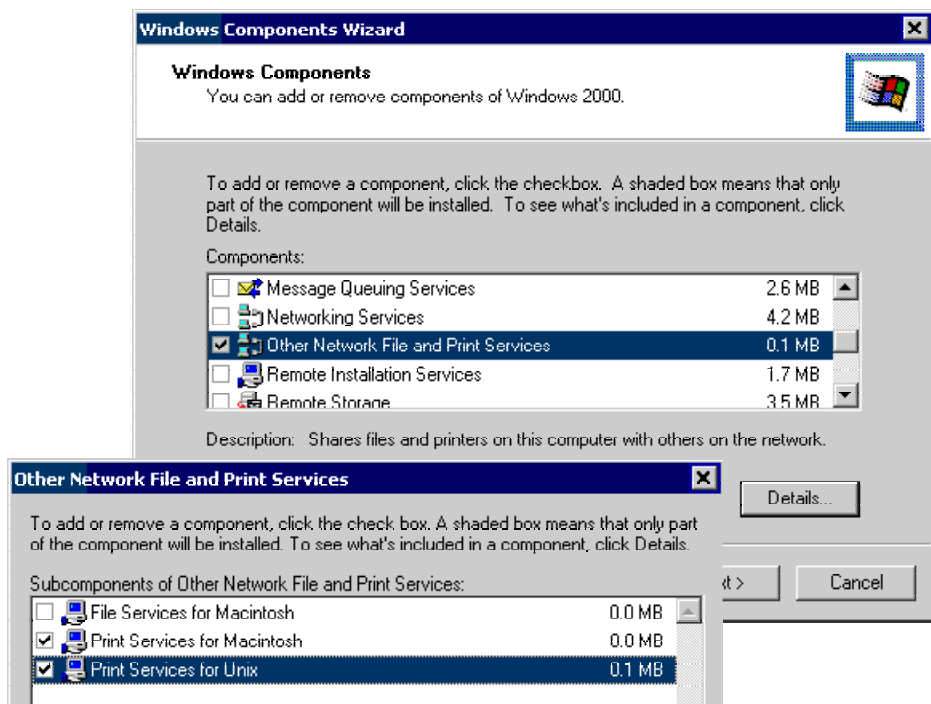 Windows Components Wizard
Windows Components
You can add or remove components of Windows 2000.
To add or remove a component, click the checkbox. A shaded box means that only
part of the component will be installed. To see what's included in a component, click
Details.
Components:
Message Queuing Services 2.6 MB
Networking Services 4.2 MB
Other Network File and Print Services 0.1 MB
Remote Installation Services 1.7 MB
Remote Storage 3.5 MB
Description: Shares files and printers on this computer with others on the network.
Details...
xt > Cancel
Other Network File and Print Services
To add or remove a component, click the check box. A shaded box means that only part
of the component will be installed. To see what's included in a component, click Details.
Subcomponents of Other Network File and Print Services:
File Services for Macintosh 0.0 MB
Print Services for Macintosh 0.0 MB
Print Services for Unix 0.1 MB